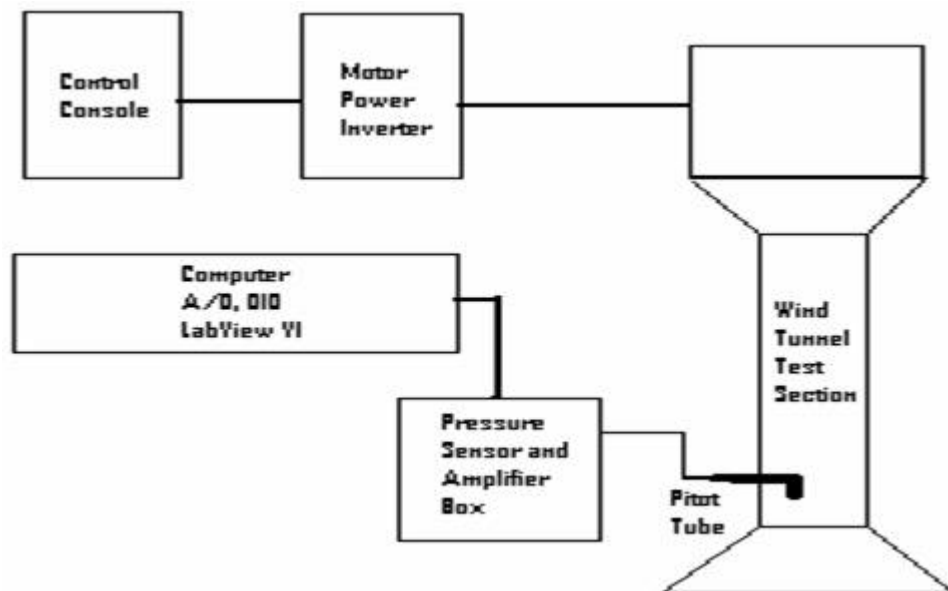 Control
Console
Motor
Power
Inverter
Computer
A/D, DIO
LabView VI
Wind
Tunnel
Test
Section
Pressure
Sensor and
Amplifier
Box
Pitot
Tube